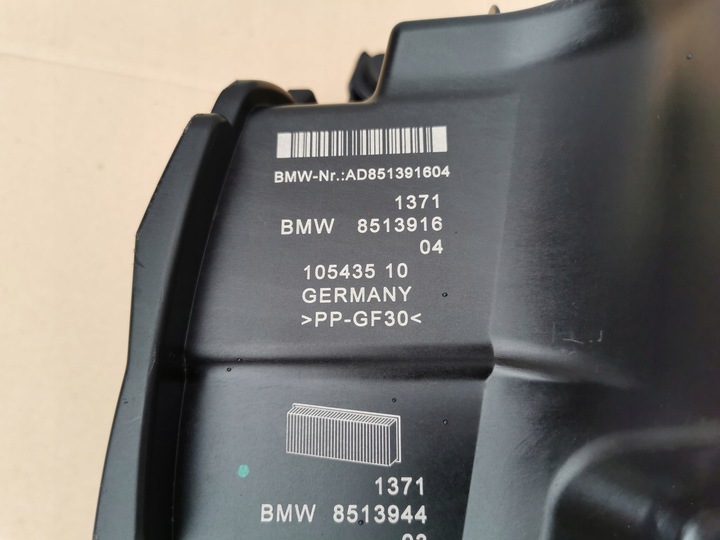 BMW-Nr.:AD851391604
1371
BMW 8513916
04
105435 10
GERMANY
>PP-GF30<
1371
BMW 8513944